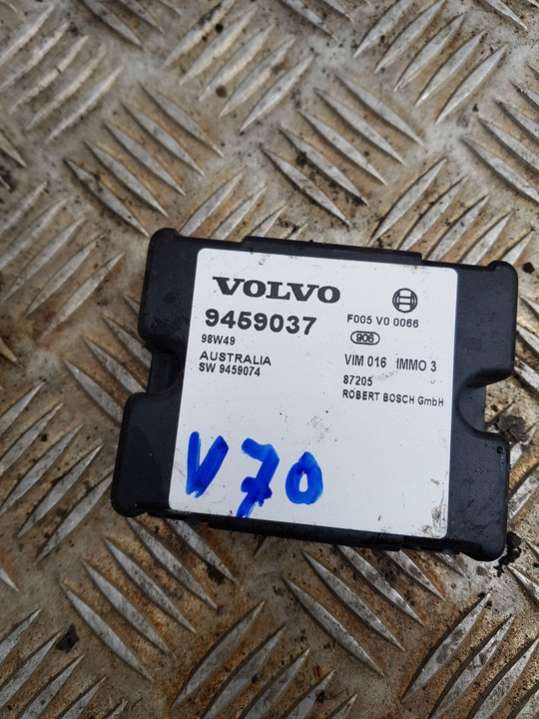 VOLVO
9459037
98W49
AUSTRALIA
SW 9459074
F005 V0 0066
906
VIM 016 IMMO 3
87205
ROBERT BOSCH GmbH
V70